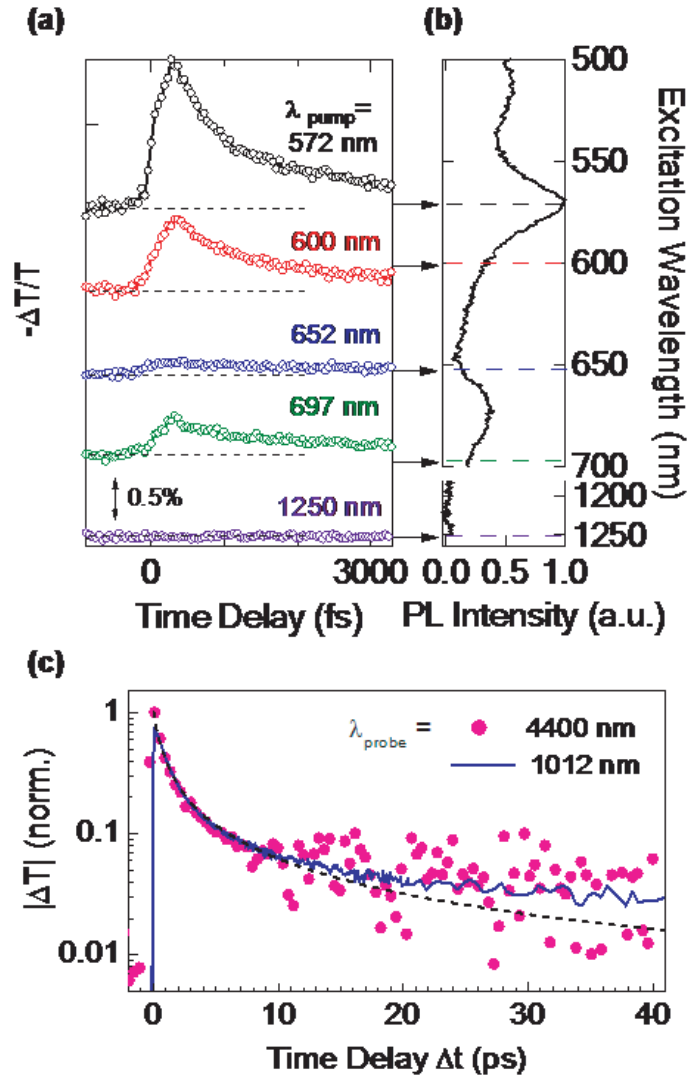 (a)
(b)
λ pump=
572 nm
600 nm
652 nm
697 nm
1250 nm
0.5%
-ΔT/T
0
3000
Time Delay (fs)
500
550
600
650
700
1200
1250
Excitation Wavelength (nm)
0.0
0.5
1.0
PL Intensity (a.u.)
(c)
λprobe = 4400 nm
1012 nm
1
0.1
0.01
|ΔT| (norm.)
0
10
20
30
40
Time Delay Δt (ps)